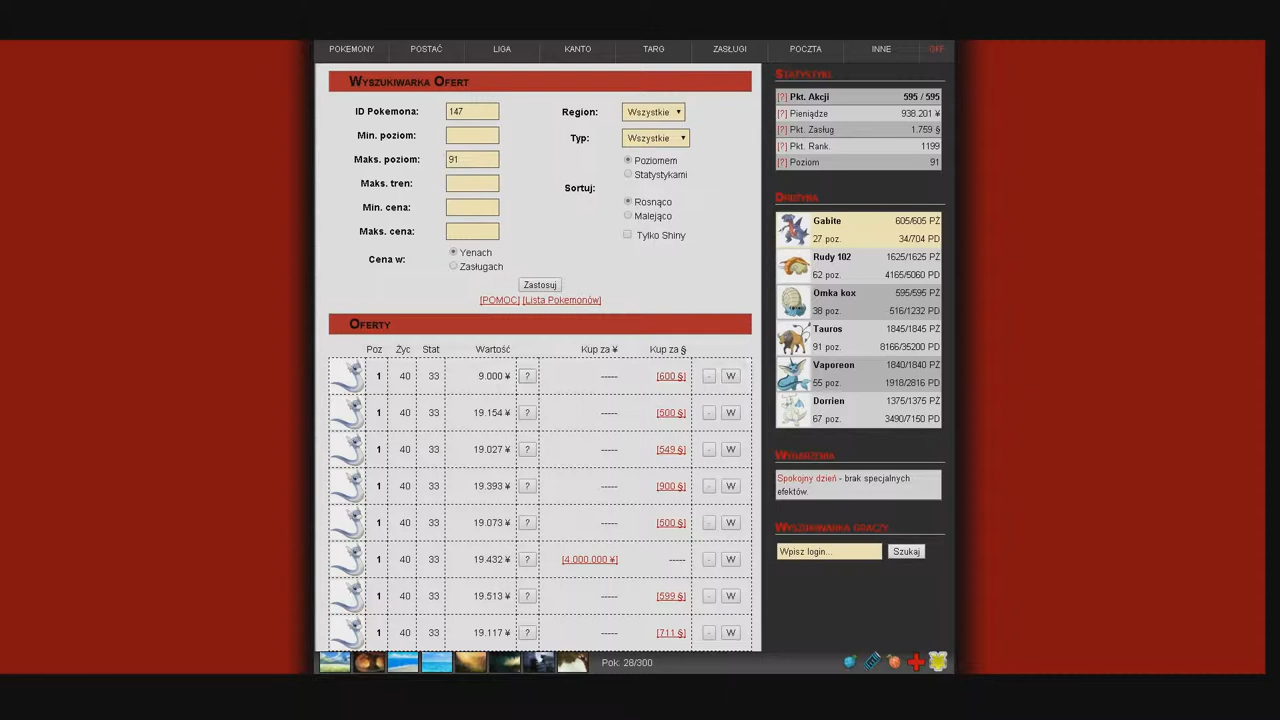 POKEMONY POSTAĆ LIGA KANTO TARG ZASŁUGI POCZTA INNE OFF
Wyszukiwarka Ofert
ID Pokemona: 147
Min. poziom:
Maks. poziom: 91
Maks. tren:
Min. cena:
Maks. cena:
Cena w: Yenach
Zasługach
Region: Wszystkie
Typ: Wszystkie
Sortuj: Poziomem
Statystykami
Rosnąco
Malejąco
Tylko Shiny
Zastosuj
[POMOC] [Lista Pokemonów]
Oferty
Poz Życ Stat Wartość Kup za ¥ Kup za §
1 40 33 9.000 ¥ ? ----- [600 §] - W
1 40 33 19.154 ¥ ? ----- [500 §] - W
1 40 33 19.027 ¥ ? ----- [549 §] - W
1 40 33 19.393 ¥ ? ----- [900 §] - W
1 40 33 19.073 ¥ ? ----- [500 §] - W
1 40 33 19.432 ¥ ? [4.000.000 ¥] ----- - W
1 40 33 19.513 ¥ ? ----- [599 §] - W
1 40 33 19.117 ¥ ? ----- [711 §] - W
Pok. 28/300
Statystyki
[?] Pkt. Akcji 595 / 595
[?] Pieniądze 938.201 ¥
[?] Pkt. Zasług 1.759 §
[?] Pkt. Rank. 1199
[?] Poziom 91
Drużyna
Gabite 605/605 PŻ
27 poz. 34/704 PD
Rudy 102 1625/1625 PŻ
62 poz. 4165/5060 PD
Omka kox 595/595 PŻ
38 poz. 516/1232 PD
Tauros 1845/1845 PŻ
91 poz. 8166/35200 PD
Vaporeon 1840/1840 PŻ
55 poz. 1918/2816 PD
Dorrien 1375/1375 PŻ
67 poz. 3490/7150 PD
Wydarzenia
Spokojny dzień - brak specjalnych
efektów.
Wyszukiwarka graczy
Wpisz login... Szukaj